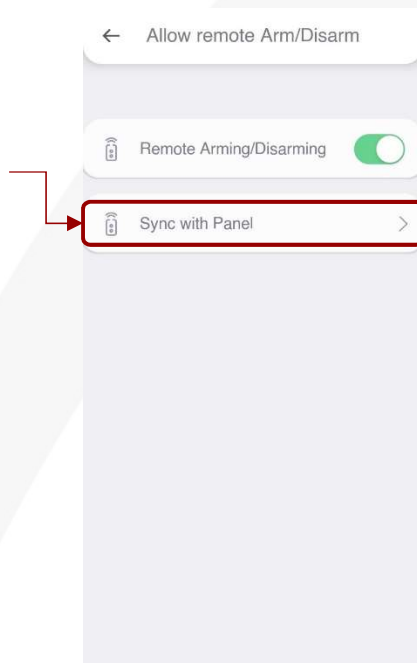 Allow remote Arm/Disarm
Remote Arming/Disarming
Sync with Panel